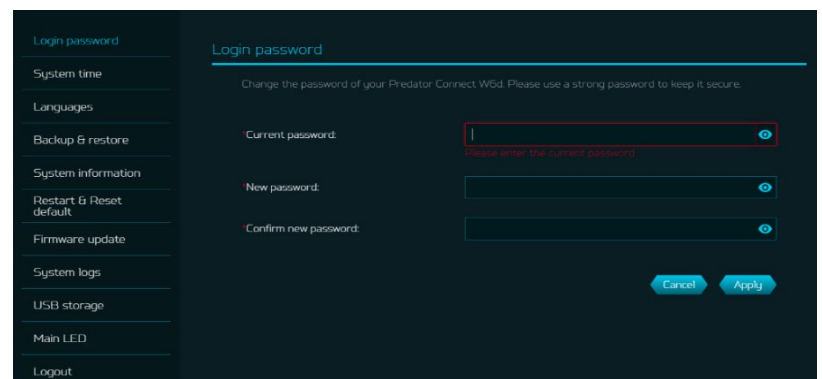 Login password
System time
Languages
Backup & restore
System information
Restart & Reset
default
Firmware update
System logs
USB storage
Main LED
Logout
Login password
Change the password of your Predator Connect W6d. Please use a strong password to keep it secure.
*Current password:
Please enter the current password
*New password:
*Confirm new password:
Cancel
Apply